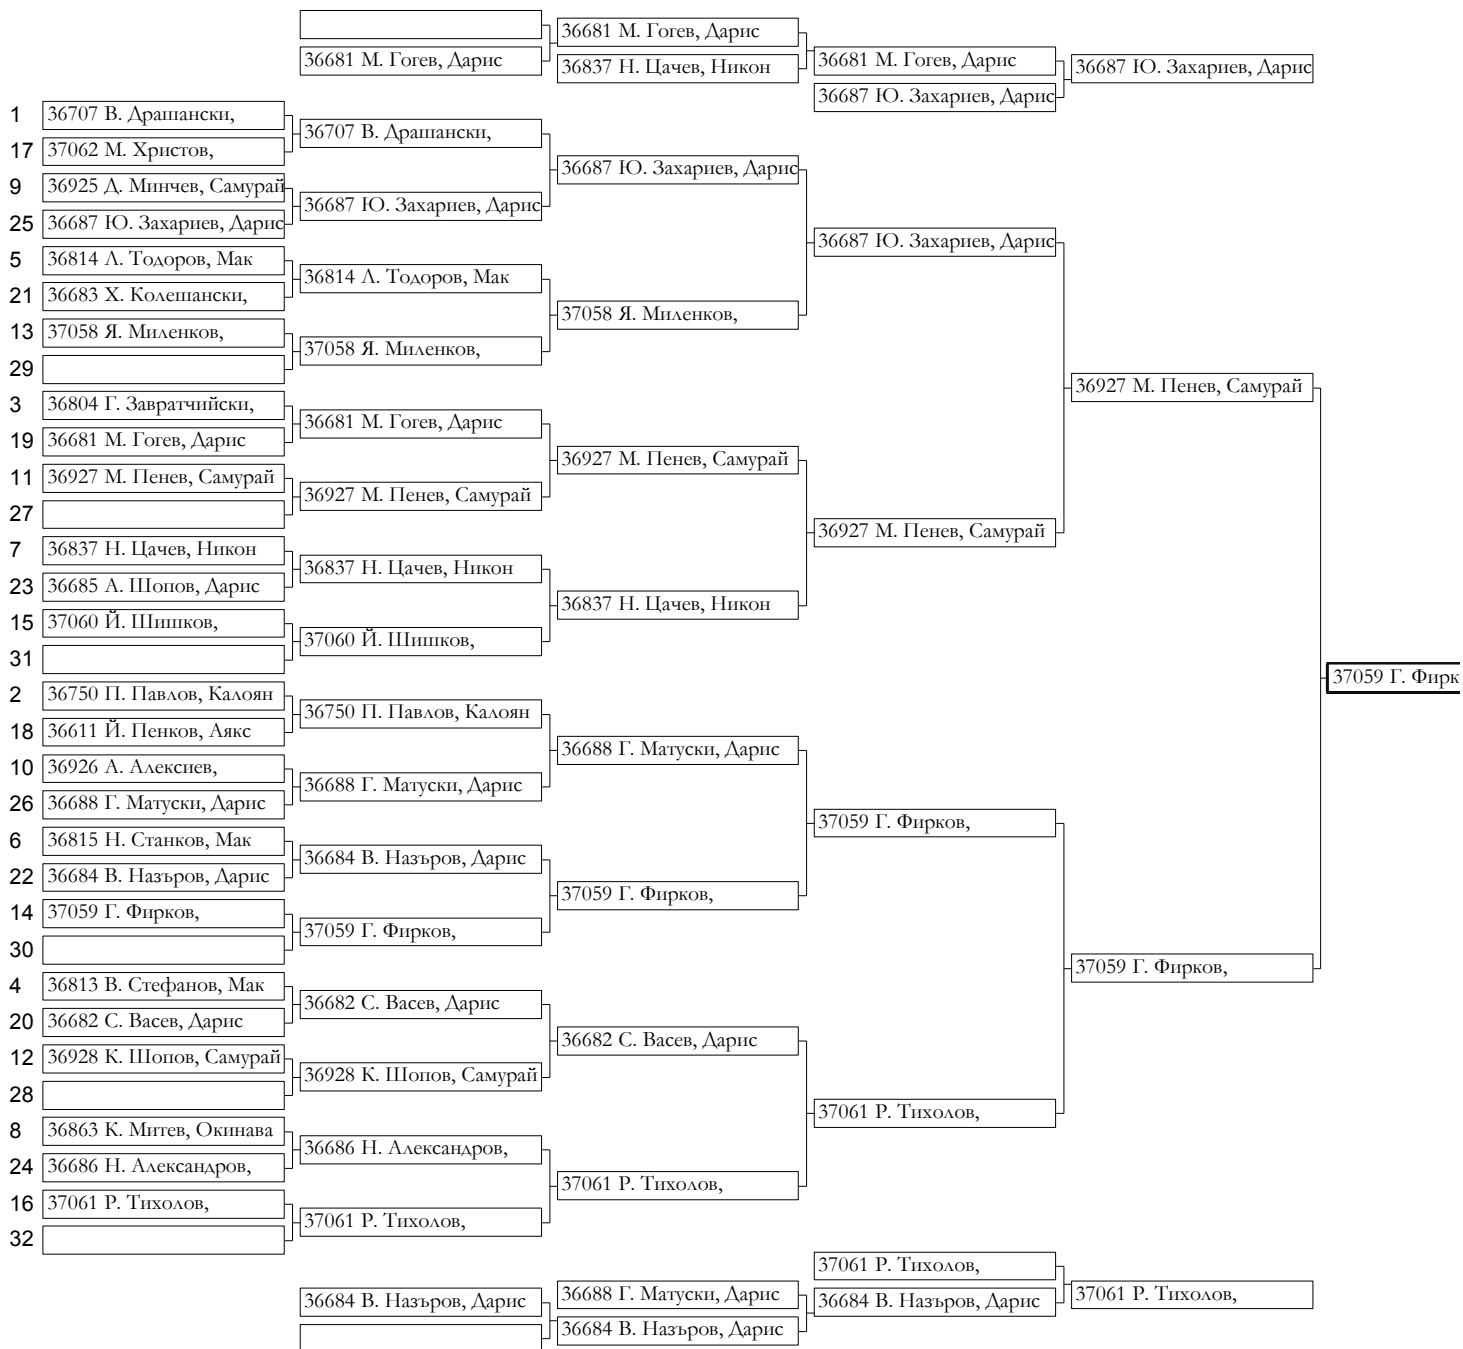 36681 М. Гогев, Дарис
36681 М. Гогев, Дарис
36837 Н. Цачев, Никон
36681 М. Гогев, Дарис
36687 Ю. Захариев, Дарис
36687 Ю. Захариев, Дарис
1 36707 В. Драшански,
17 37062 М. Христов,
9 36925 Д. Минчев, Самурай
25 36687 Ю. Захариев, Дарис
5 36814 Л. Тодоров, Мак
21 36683 Х. Колешански,
13 37058 Я. Миленков,
29
3 36804 Г. Завратчийски,
19 36681 М. Гогев, Дарис
11 36927 М. Пенев, Самурай
27
7 36837 Н. Цачев, Никон
23 36685 А. Шопов, Дарис
15 37060 Й. Шишков,
31
2 36750 П. Павлов, Калоян
18 36611 Й. Пенков, Аякс
10 36926 А. Алексиев,
26 36688 Г. Матуски, Дарис
6 36815 Н. Станков, Мак
22 36684 В. Назъров, Дарис
14 37059 Г. Фирков,
30
4 36813 В. Стефанов, Мак
20 36682 С. Васев, Дарис
12 36928 К. Шопов, Самурай
28
8 36863 К. Митев, Окинава
24 36686 Н. Александров,
16 37061 Р. Тихолов,
32
36707 В. Драшански,
36687 Ю. Захариев, Дарис
36814 Л. Тодоров, Мак
37058 Я. Миленков,
36681 М. Гогев, Дарис
36927 М. Пенев, Самурай
36837 Н. Цачев, Никон
37060 Й. Шишков,
36750 П. Павлов, Калоян
36688 Г. Матуски, Дарис
36684 В. Назъров, Дарис
37059 Г. Фирков,
36682 С. Васев, Дарис
36928 К. Шопов, Самурай
36686 Н. Александров,
37061 Р. Тихолов,
36687 Ю. Захариев, Дарис
37058 Я. Миленков,
36927 М. Пенев, Самурай
36837 Н. Цачев, Никон
36688 Г. Матуски, Дарис
37059 Г. Фирков,
36682 С. Васев, Дарис
37061 Р. Тихолов,
36687 Ю. Захариев, Дарис
36927 М. Пенев, Самурай
37059 Г. Фирков,
37061 Р. Тихолов,
36927 М. Пенев, Самурай
37059 Г. Фирков,
37059 Г. Фирк
36684 В. Назъров, Дарис
36688 Г. Матуски, Дарис
36684 В. Назъров, Дарис
37061 Р. Тихолов,
36684 В. Назъров, Дарис
37061 Р. Тихолов,